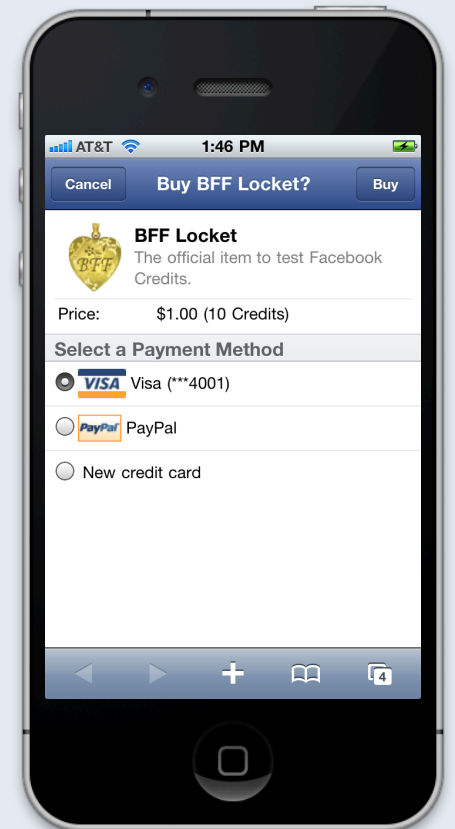 AT&T 1:46 PM
Cancel Buy BFF Locket? Buy
BFF
BFF Locket
The official item to test Facebook
Credits.
Price: $1.00 (10 Credits)
Select a Payment Method
VISA Visa (***4001)
PayPal PayPal
New credit card
4